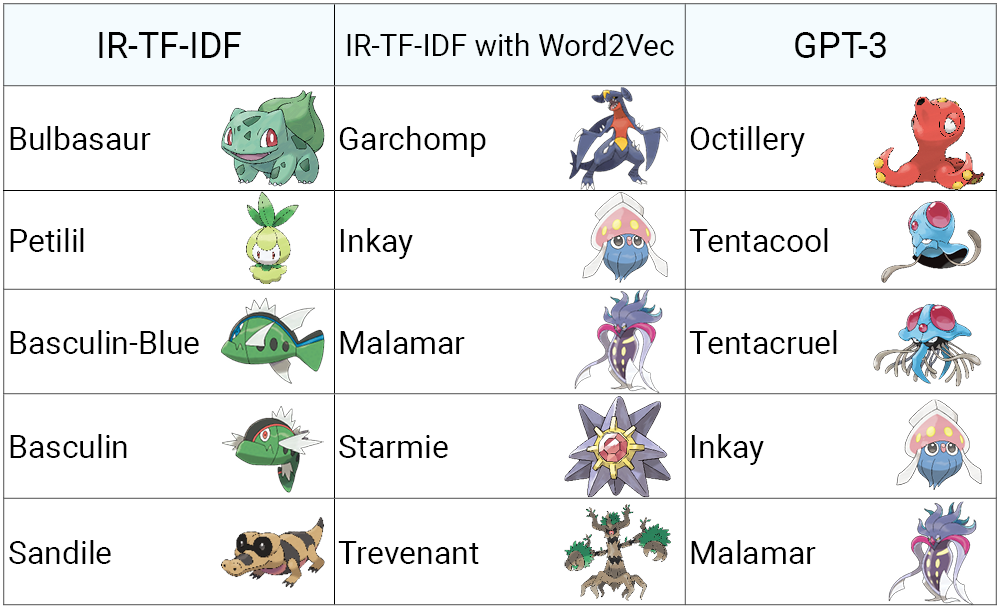 IR-TF-IDF IR-TF-IDF with Word2Vec GPT-3
Bulbasaur Garchomp Octillery
Petilil Inkay Tentacool
Basculin-Blue Malamar Tentacruel
Basculin Starmie Inkay
Sandile Trevenant Malamar